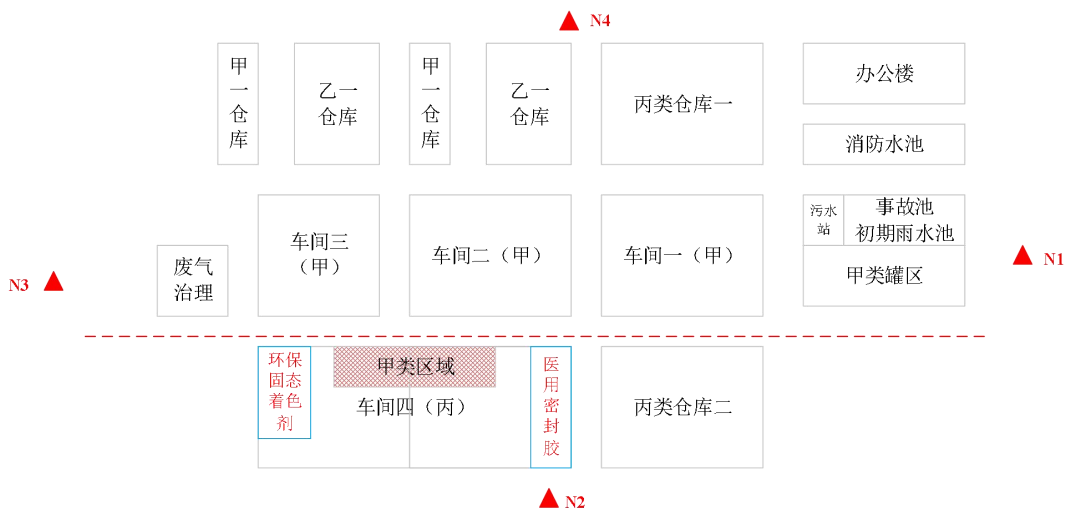 N4
甲
一
仓
库
乙一
仓库
甲
一
仓
库
乙一
仓库
丙类仓库一
办公楼
消防水池
车间三
（甲）
车间二（甲）
车间一（甲）
污水
站
事故池
初期雨水池
甲类罐区
废气
治理
N3
N1
环保
固态
着色
剂
甲类区域
车间四（丙）
医
用
密
封
胶
丙类仓库二
N2